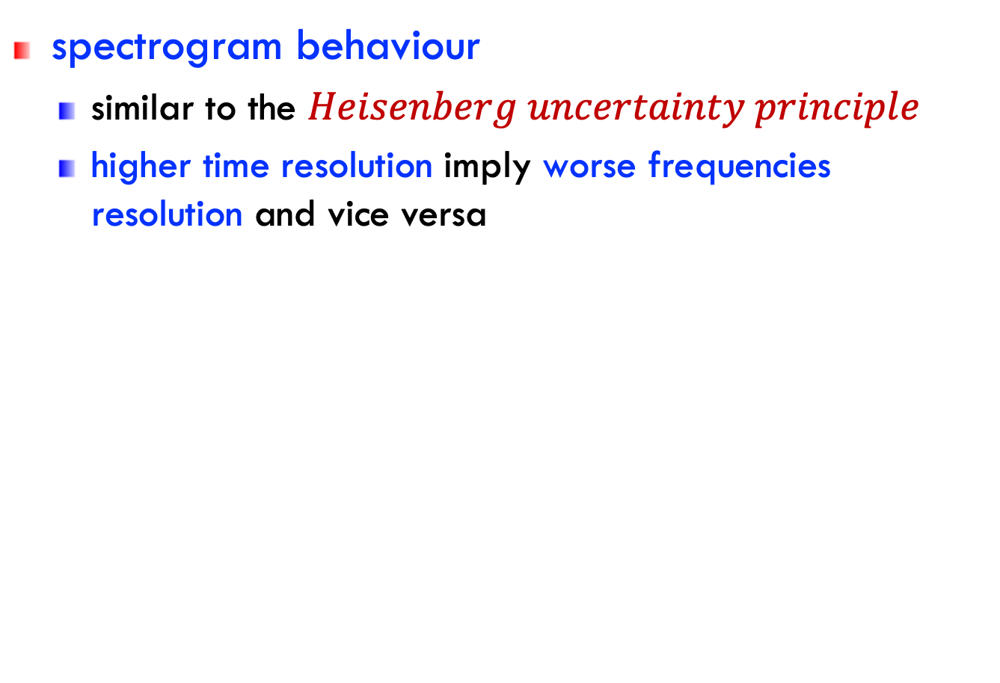 spectrogram behaviour
similar to the Heisenberg uncertainty principle
higher time resolution imply worse frequencies
resolution and vice versa